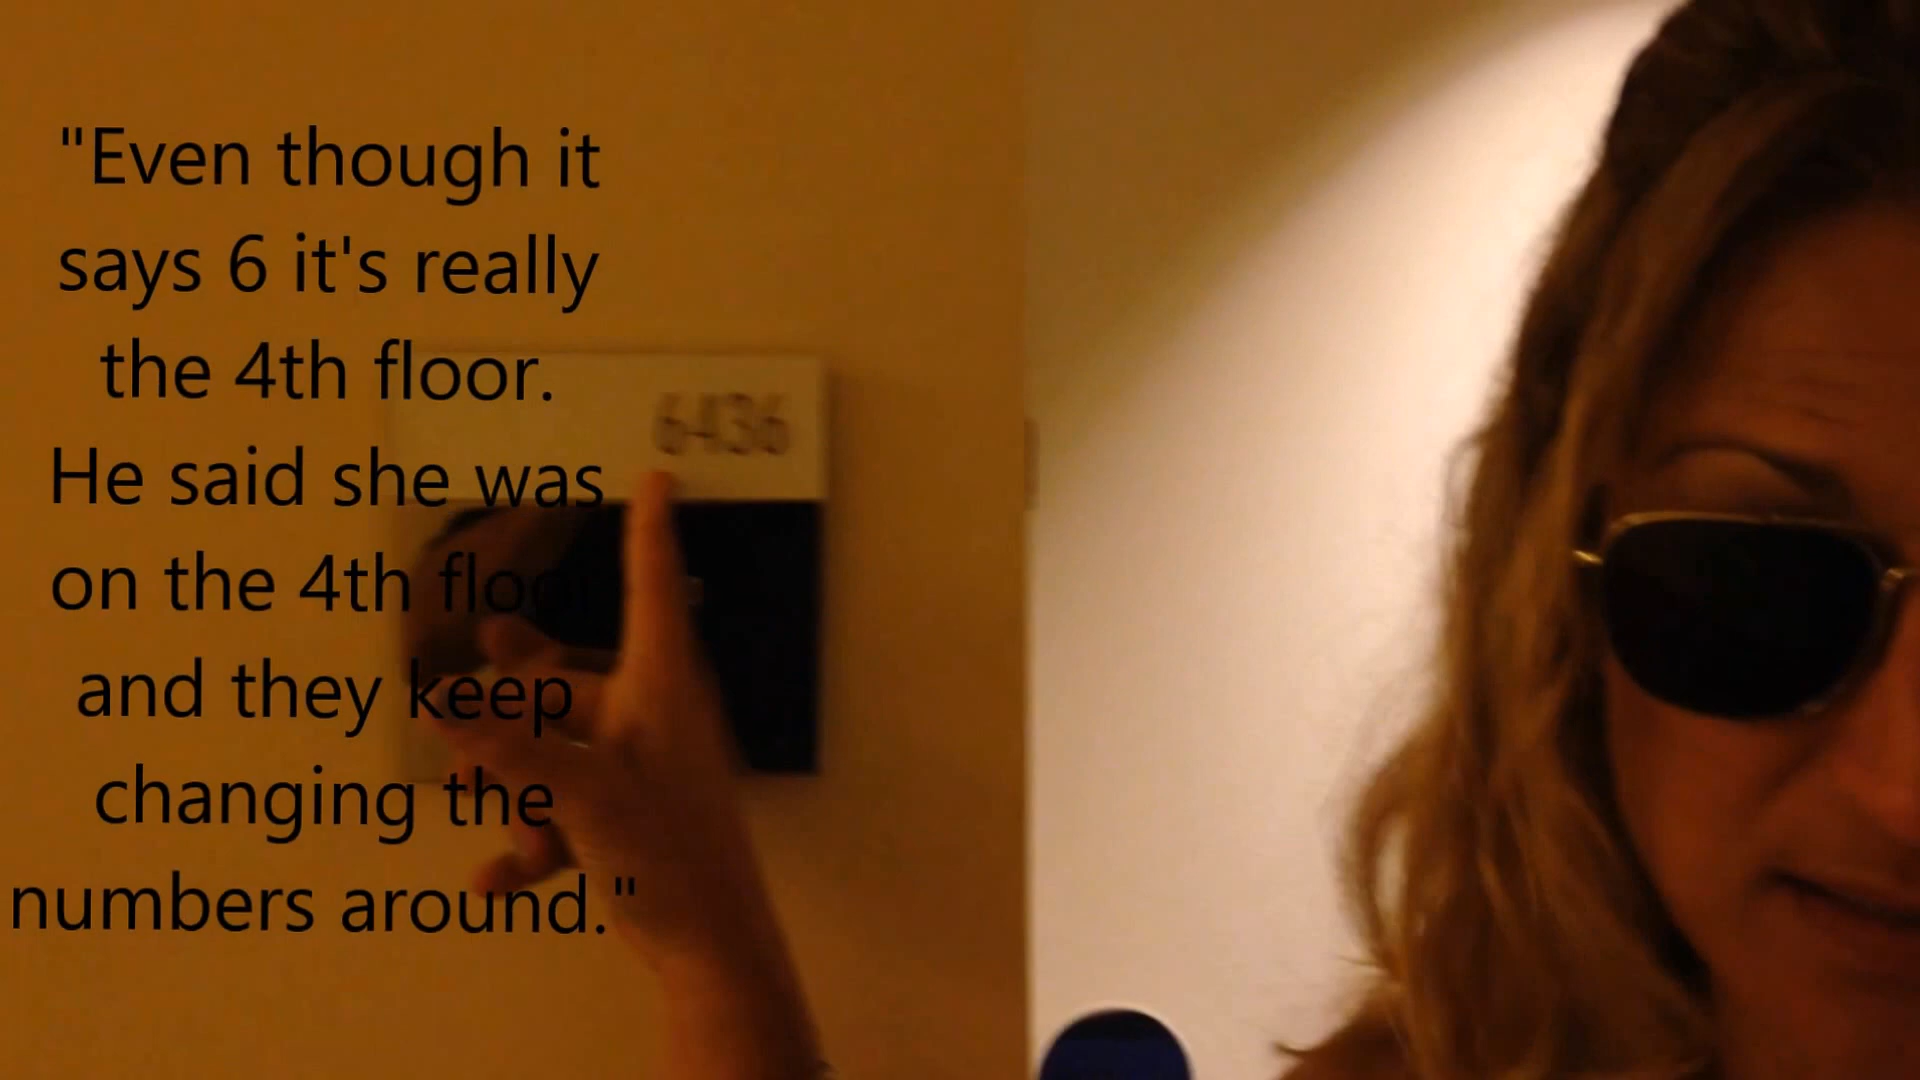 "Even though it
says 6 it's really
the 4th floor.
He said she was
on the 4th floor
and they keep
changing the
numbers around."
6436